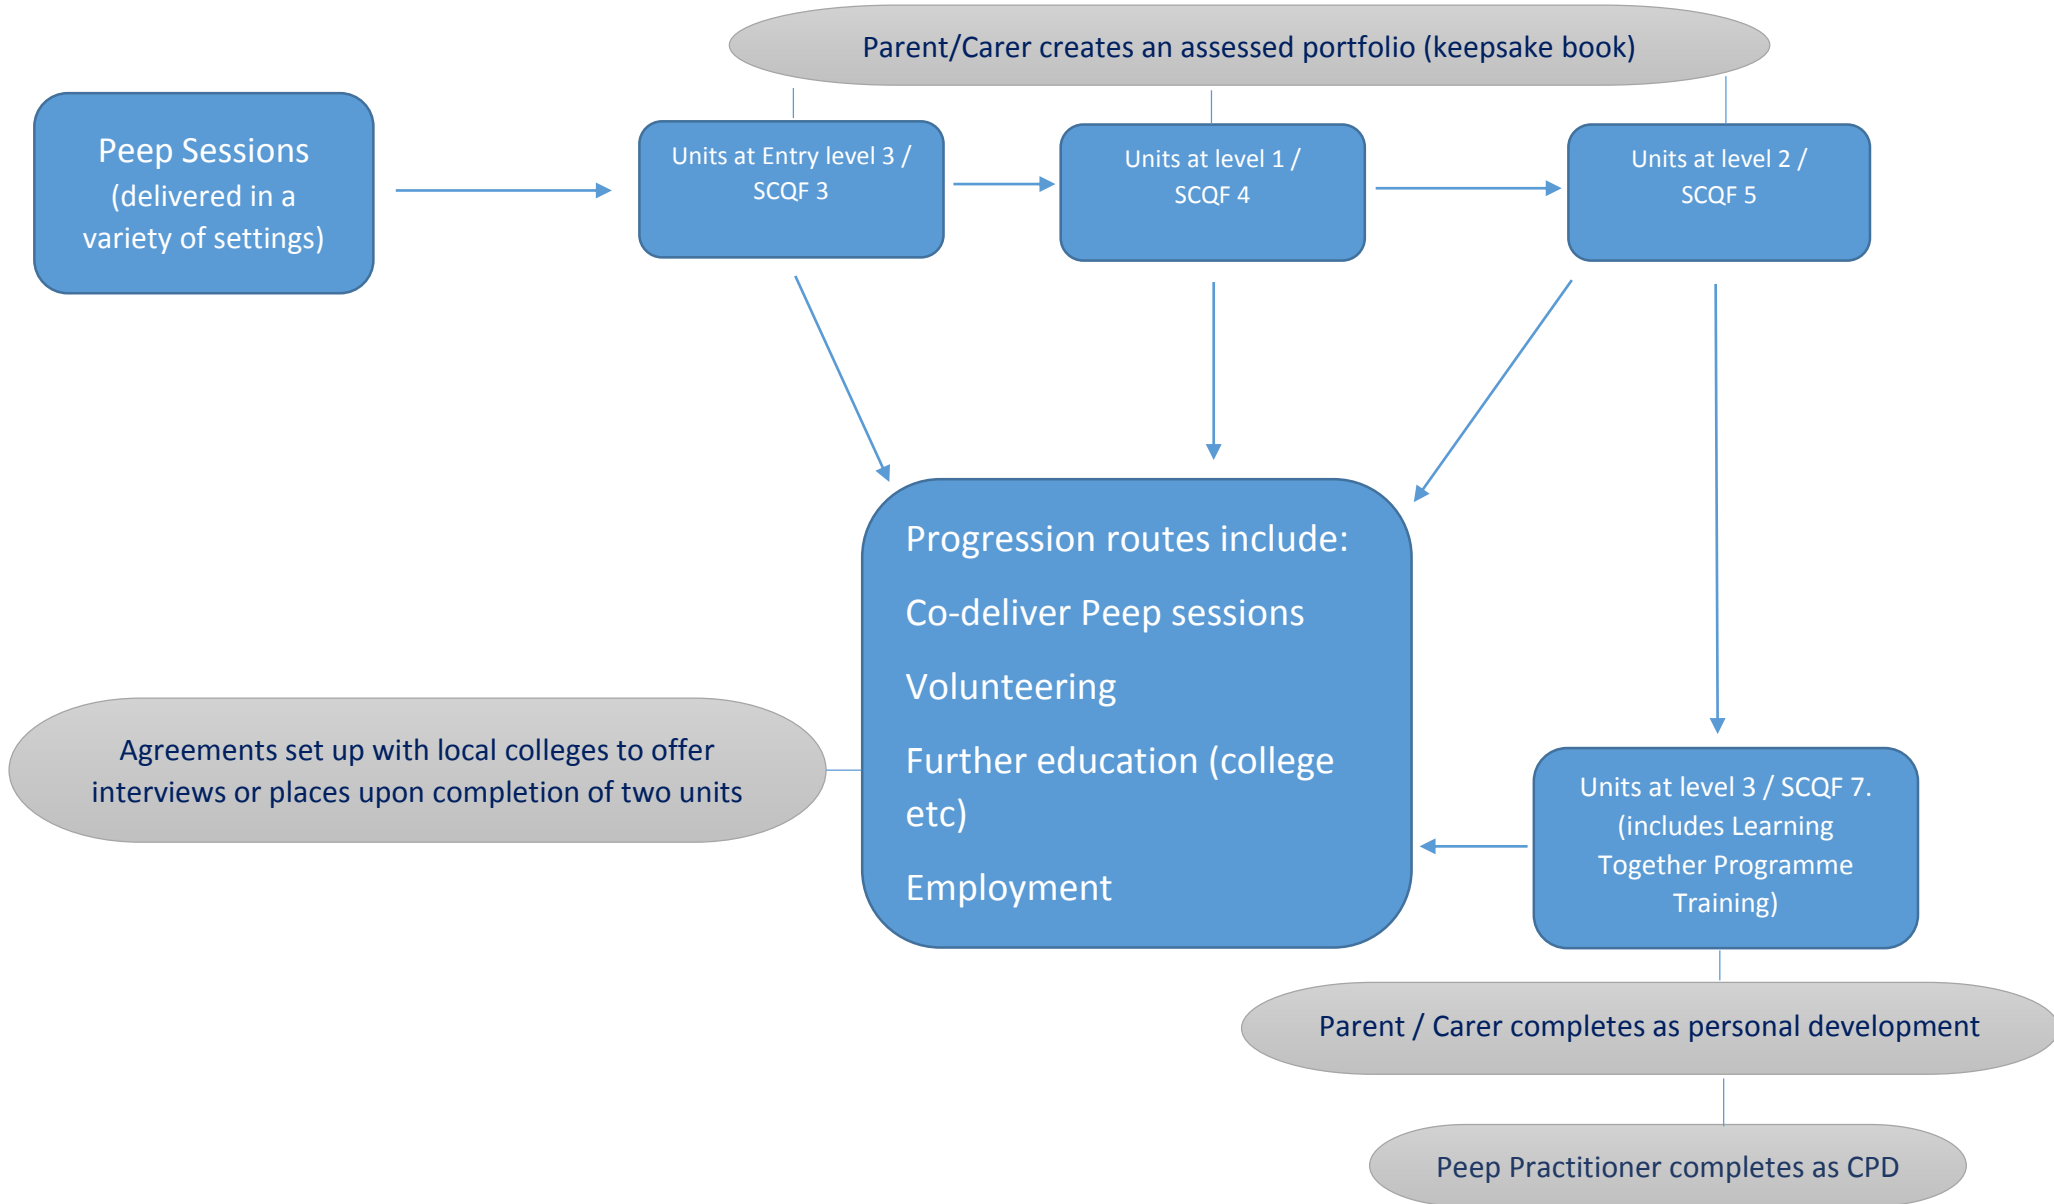 Parent/Carer creates an assessed portfolio (keepsake book)
Peep Sessions
(delivered in a
variety of settings)
Units at Entry level 3 /
SCQF 3
Units at level 1 /
SCQF 4
Units at level 2 /
SCQF 5
Progression routes include:
Co-deliver Peep sessions
Volunteering
Further education (college
etc)
Employment
Agreements set up with local colleges to offer
interviews or places upon completion of two units
Units at level 3 / SCQF 7.
(includes Learning
Together Programme
Training)
Parent / Carer completes as personal development
Peep Practitioner completes as CPD